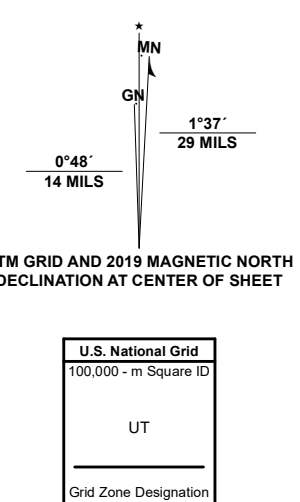 MN
GN
1°37´
29 MILS
0°48´
14 MILS
TM GRID AND 2019 MAGNETIC NORTH
DECLINATION AT CENTER OF SHEET
U.S. National Grid
100,000 - m Square ID
UT
Grid Zone Designation